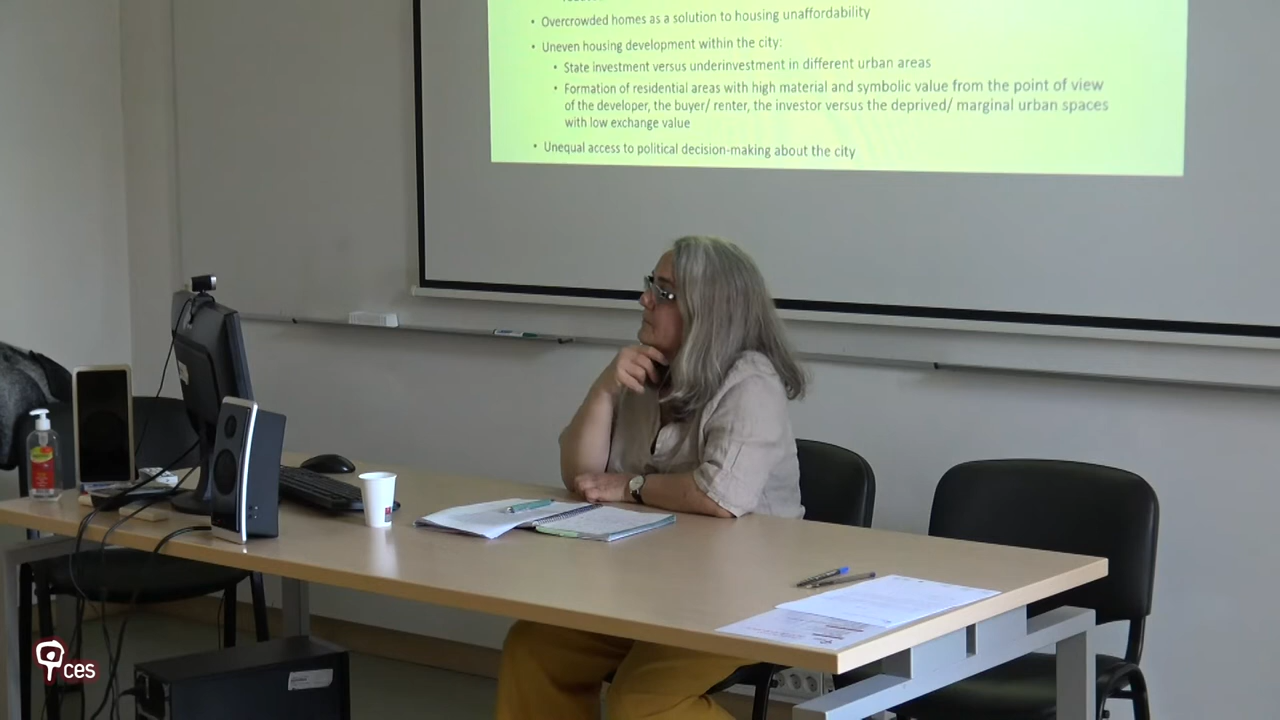 • Overcrowded homes as a solution to housing unaffordability
• Uneven housing development within the city:
• State investment versus underinvestment in different urban areas
• Formation of residential areas with high material and symbolic value from the point of view
of the developer, the buyer/ renter, the investor versus the deprived/ marginal urban spaces
with low exchange value
• Unequal access to political decision-making about the city
ces